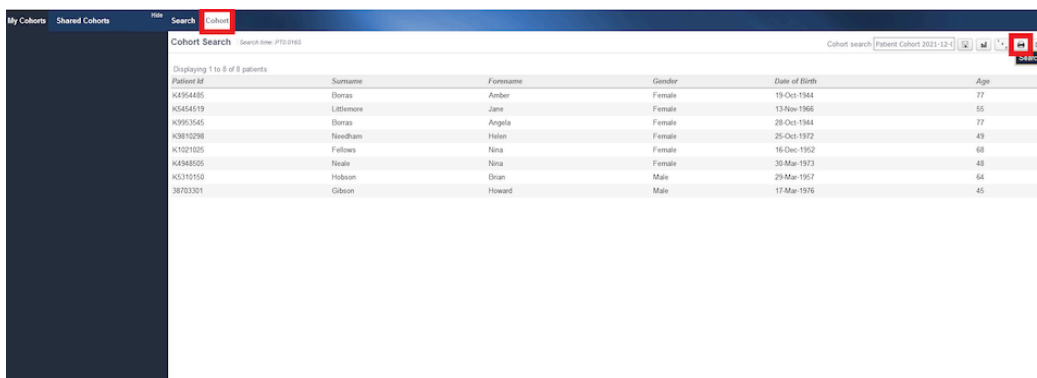 My Cohorts Shared Cohorts Hide Search Cohort
Cohort Search Search time: PT0.016S Cohort search Patient Cohort 2021-12-
Displaying 1 to 8 of 8 patients
Patient Id Surname Forename Gender Date of Birth Age
K4954485 Borras Amber Female 19-Oct-1944 77
K5454519 Littlemore Jane Female 13-Nov-1966 55
K9953545 Borras Angela Female 28-Oct-1944 77
K9810298 Needham Helen Female 25-Oct-1972 49
K1021025 Fellows Nina Female 16-Dec-1952 68
K4948505 Neale Nina Female 30-Mar-1973 48
K5310150 Hobson Brian Male 29-Mar-1957 64
38703301 Gibson Howard Male 17-Mar-1976 45